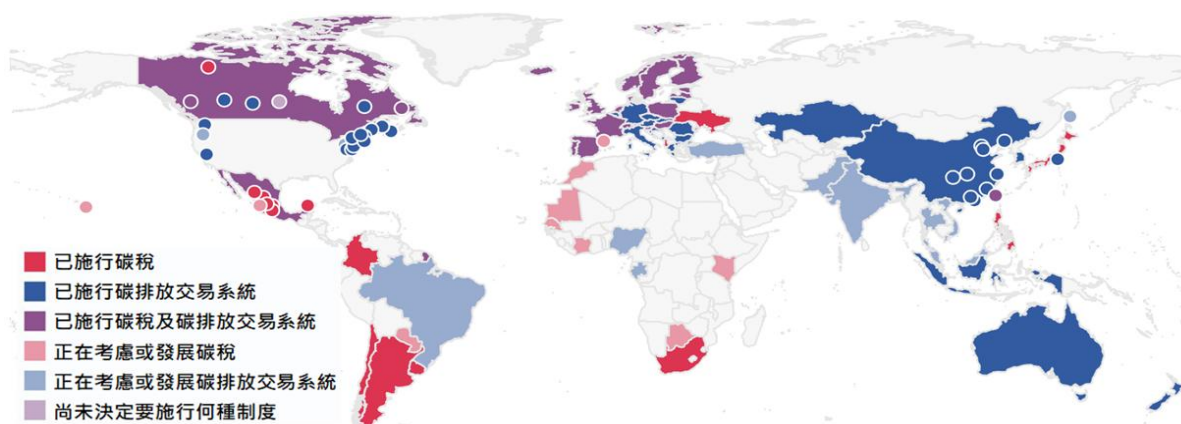 已施行碳稅
已施行碳排放交易系統
已施行碳稅及碳排放交易系統
正在考慮或發展碳稅
正在考慮或發展碳排放交易系統
尚未決定要施行何種制度